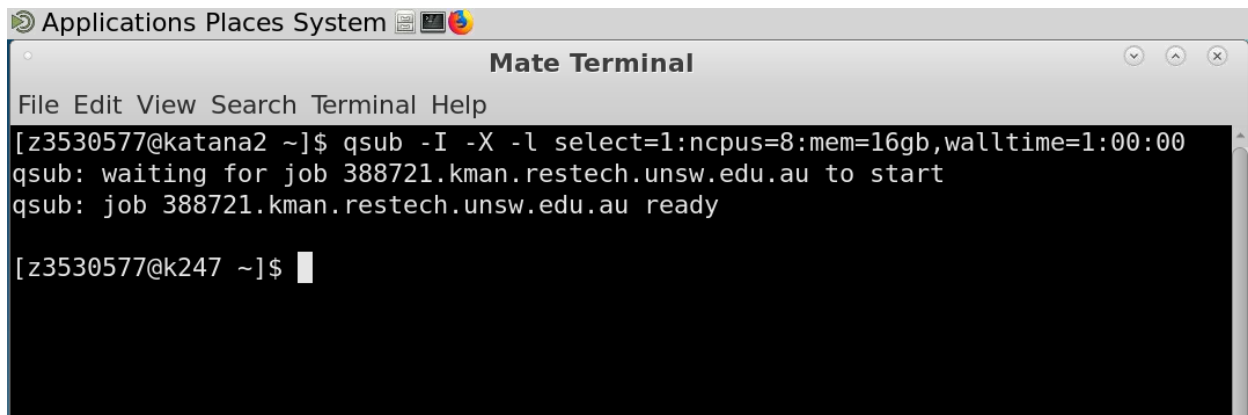 Applications Places System
Mate Terminal
File Edit View Search Terminal Help
[z3530577@katana2 ~]$ qsub -I -X -l select=1:ncpus=8:mem=16gb,walltime=1:00:00
qsub: waiting for job 388721.kman.restech.unsw.edu.au to start
qsub: job 388721.kman.restech.unsw.edu.au ready
[z3530577@k247 ~]$